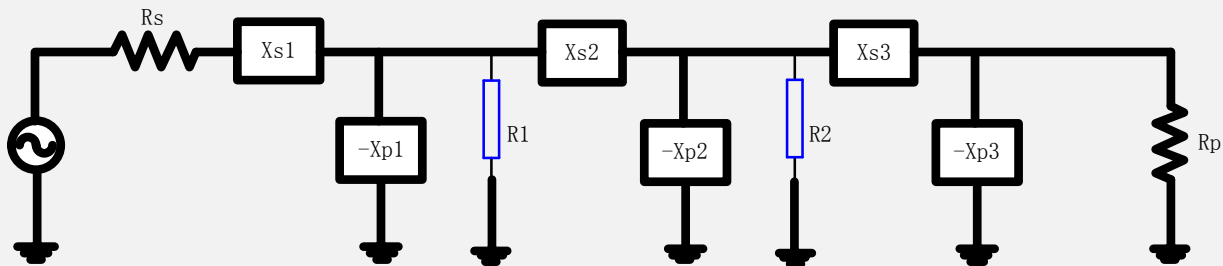 Rs
Xs1
Xs2
Xs3
-Xp1
R1
-Xp2
R2
-Xp3
Rp